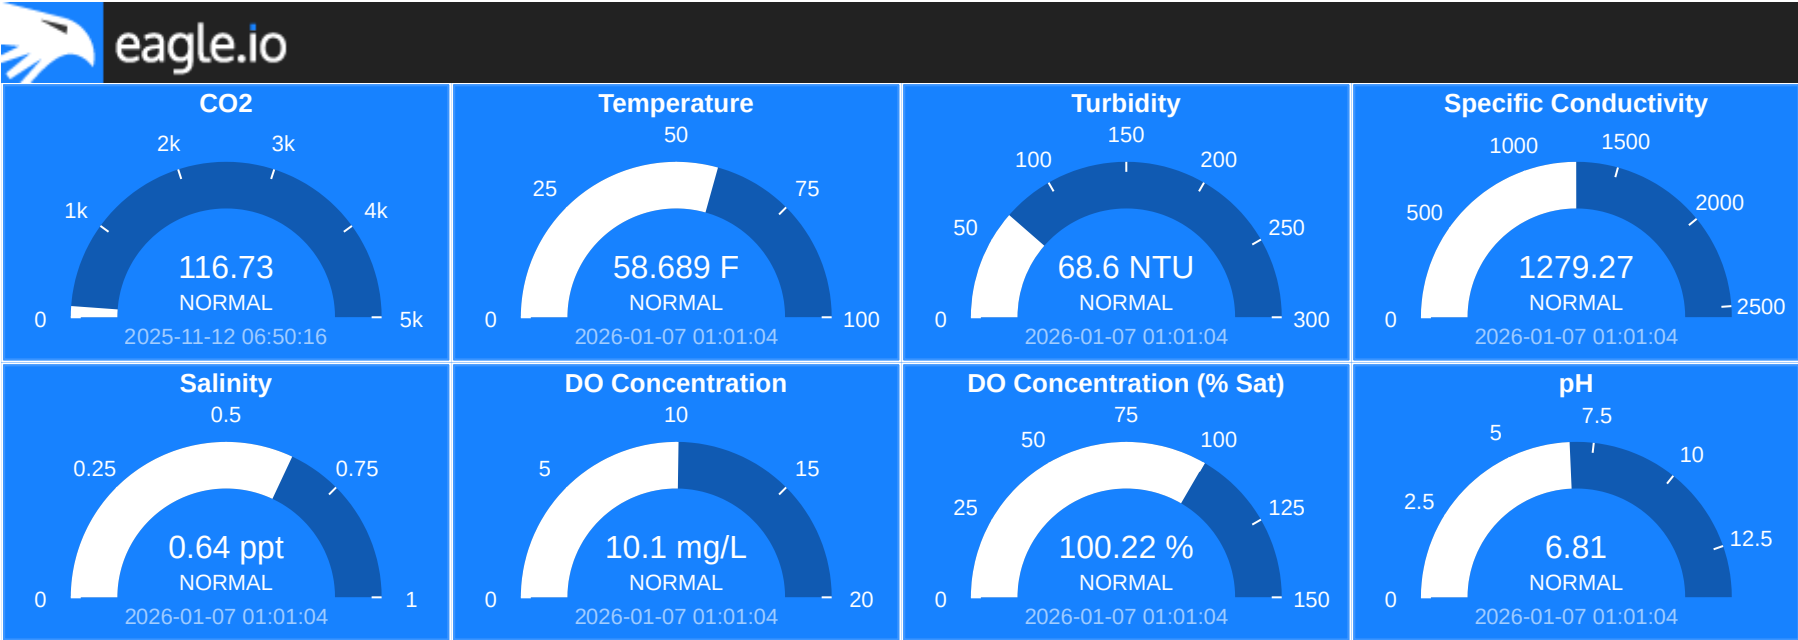 eagle.io
CO2
0
1k
2k
3k
4k
5k
116.73
NORMAL
2025-11-12 06:50:16
Temperature
0
25
50
75
100
58.689 F
NORMAL
2026-01-07 01:01:04
Turbidity
0
50
100
150
200
250
300
68.6 NTU
NORMAL
2026-01-07 01:01:04
Specific Conductivity
0
500
1000
1500
2000
2500
1279.27
NORMAL
2026-01-07 01:01:04
Salinity
0
0.25
0.5
0.75
1
0.64 ppt
NORMAL
2026-01-07 01:01:04
DO Concentration
0
5
10
15
20
10.1 mg/L
NORMAL
2026-01-07 01:01:04
DO Concentration (% Sat)
0
25
50
75
100
125
150
100.22 %
NORMAL
2026-01-07 01:01:04
pH
0
2.5
5
7.5
10
12.5
6.81
NORMAL
2026-01-07 01:01:04